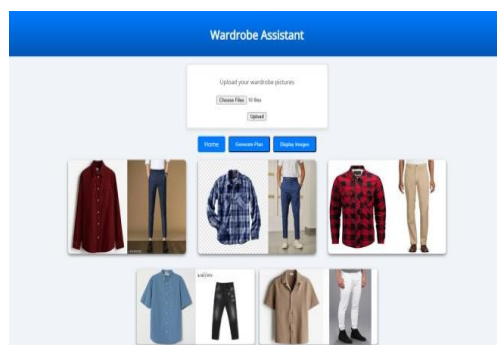 Wardrobe Assistant
Upload your wardrobe pictures
Choose Files 10 files
Upload
Home Generate Plan Display Images